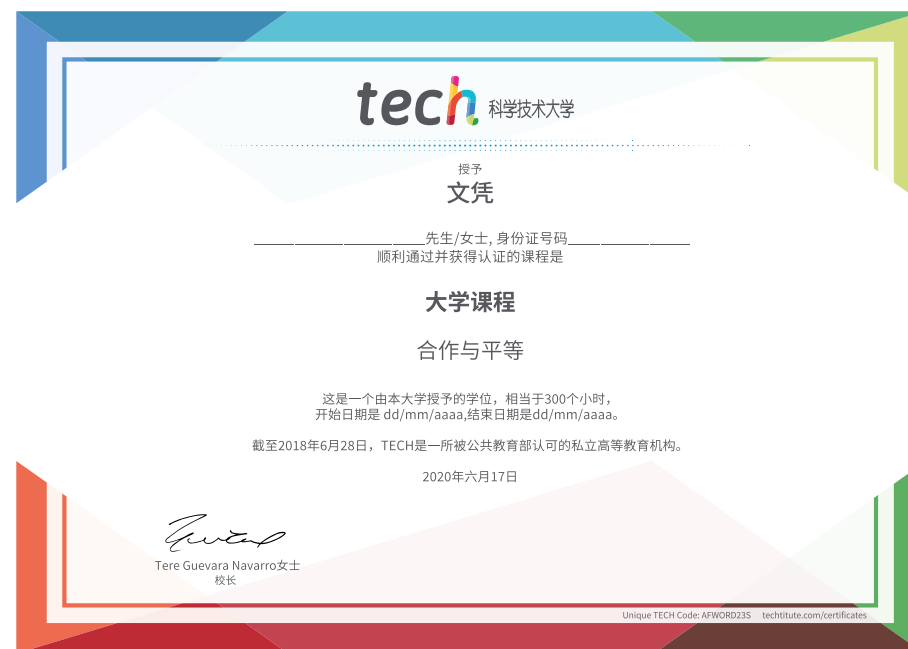 tech 科学技术大学
授予
文凭
______________________先生/女士, 身份证号码________________
顺利通过并获得认证的课程是
大学课程
合作与平等
这是一个由本大学授予的学位，相当于300个小时，
开始日期是 dd/mm/aaaa,结束日期是dd/mm/aaaa。
截至2018年6月28日，TECH是一所被公共教育部认可的私立高等教育机构。
2020年六月17日
Tere Guevara Navarro女士
校长
Unique TECH Code: AFWORD23S techtitute.com/certificates